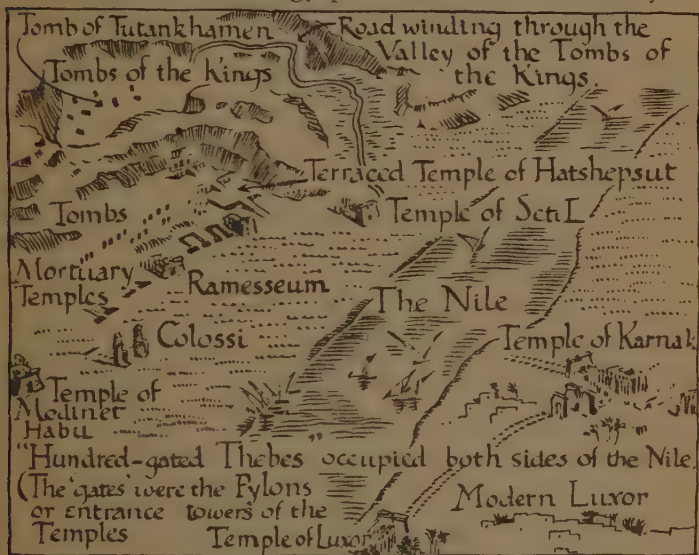 Tomb of Tutankhamen
Road winding through the
Valley of the Tombs of
the Kings.
Tombs of the Kings
Terraced Temple of Hatshepsut
Tombs
Temple of Seti I.
Mortuary
Temples
Ramesseum
The Nile
Colossi
Temple of Karnak
Temple of
Medinet
Habu
"Hundred-gated Thebes" occupied both sides of the Nile
(The 'gates' were the Pylons
or entrance towers of the
Temples
Modern Luxor
Temple of Luxor